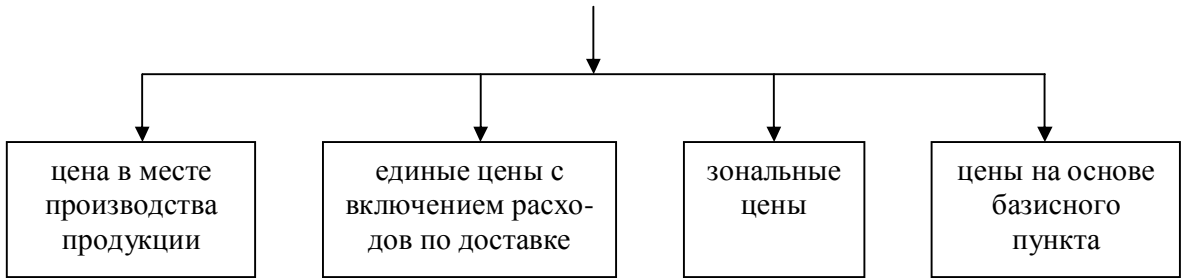 цена в месте
производства
продукции
единые цены с
включением расхо-
дов по доставке
зональные
цены
цены на основе
базисного
пункта